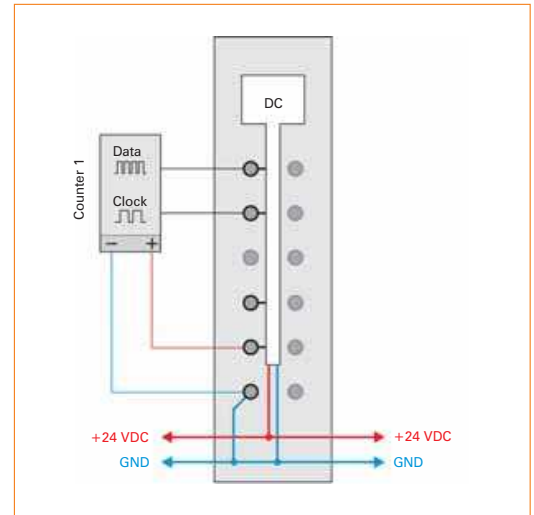 DC
Counter 1
Data
Clock
− +
+24 VDC +24 VDC
GND GND